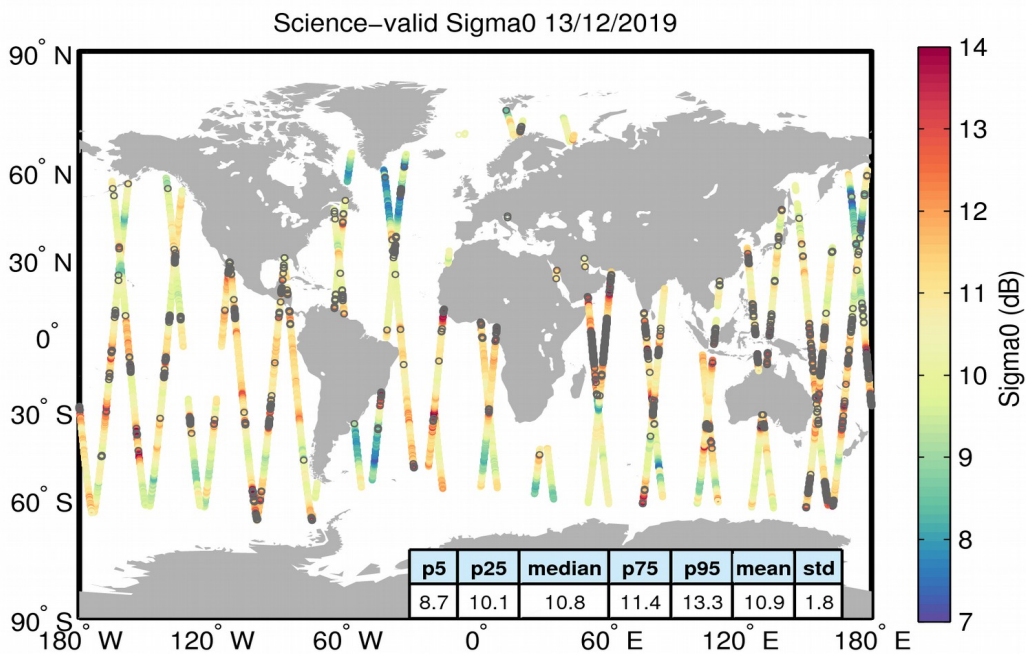 Science−valid Sigma0 13/12/2019
90° N
60° N
30° N
0°
30° S
60° S
90° S
180° W
120° W
60° W
0°
60° E
120° E
180° E
p5 p25 median p75 p95 mean std
8.7 10.1 10.8 11.4 13.3 10.9 1.8
14
13
12
11
10
9
8
7
Sigma0 (dB)